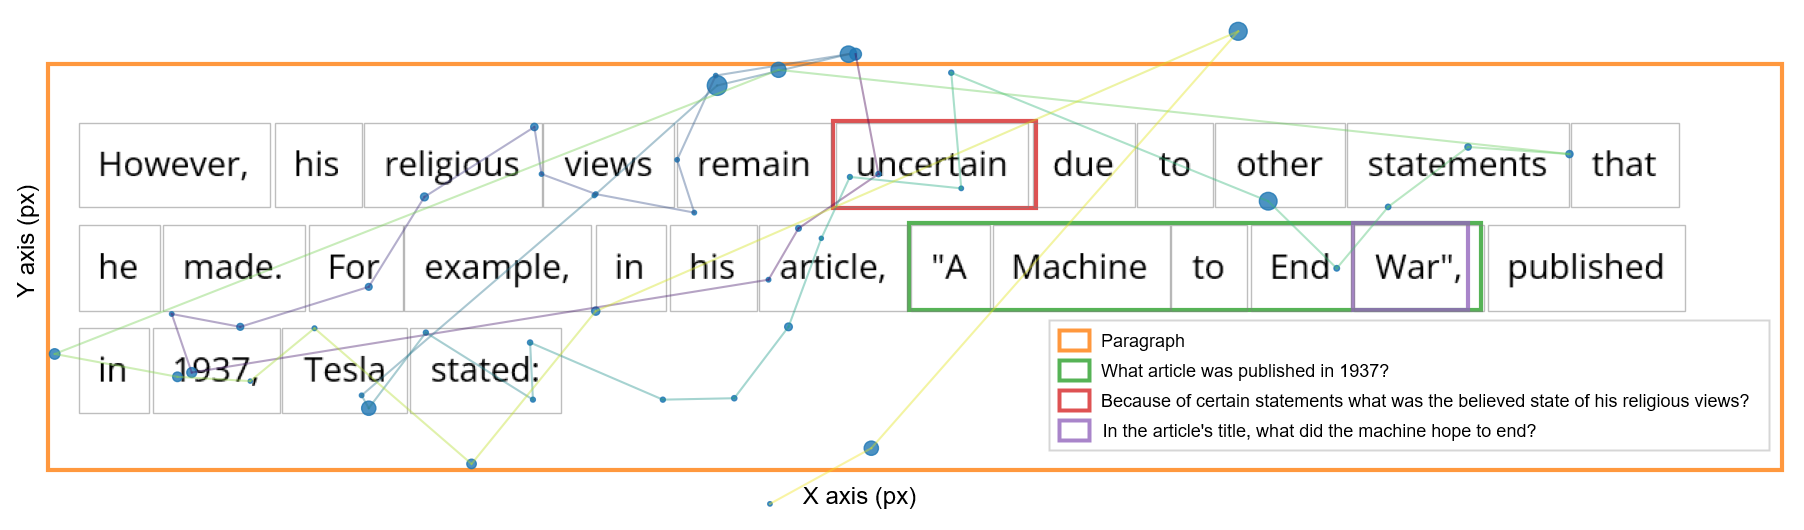 However, his religious views remain uncertain due to other statements that
he made. For example, in his article, "A Machine to End War", published
in 1937, Tesla stated:
Paragraph
What article was published in 1937?
Because of certain statements what was the believed state of his religious views?
In the article's title, what did the machine hope to end?
Y axis (px)
X axis (px)